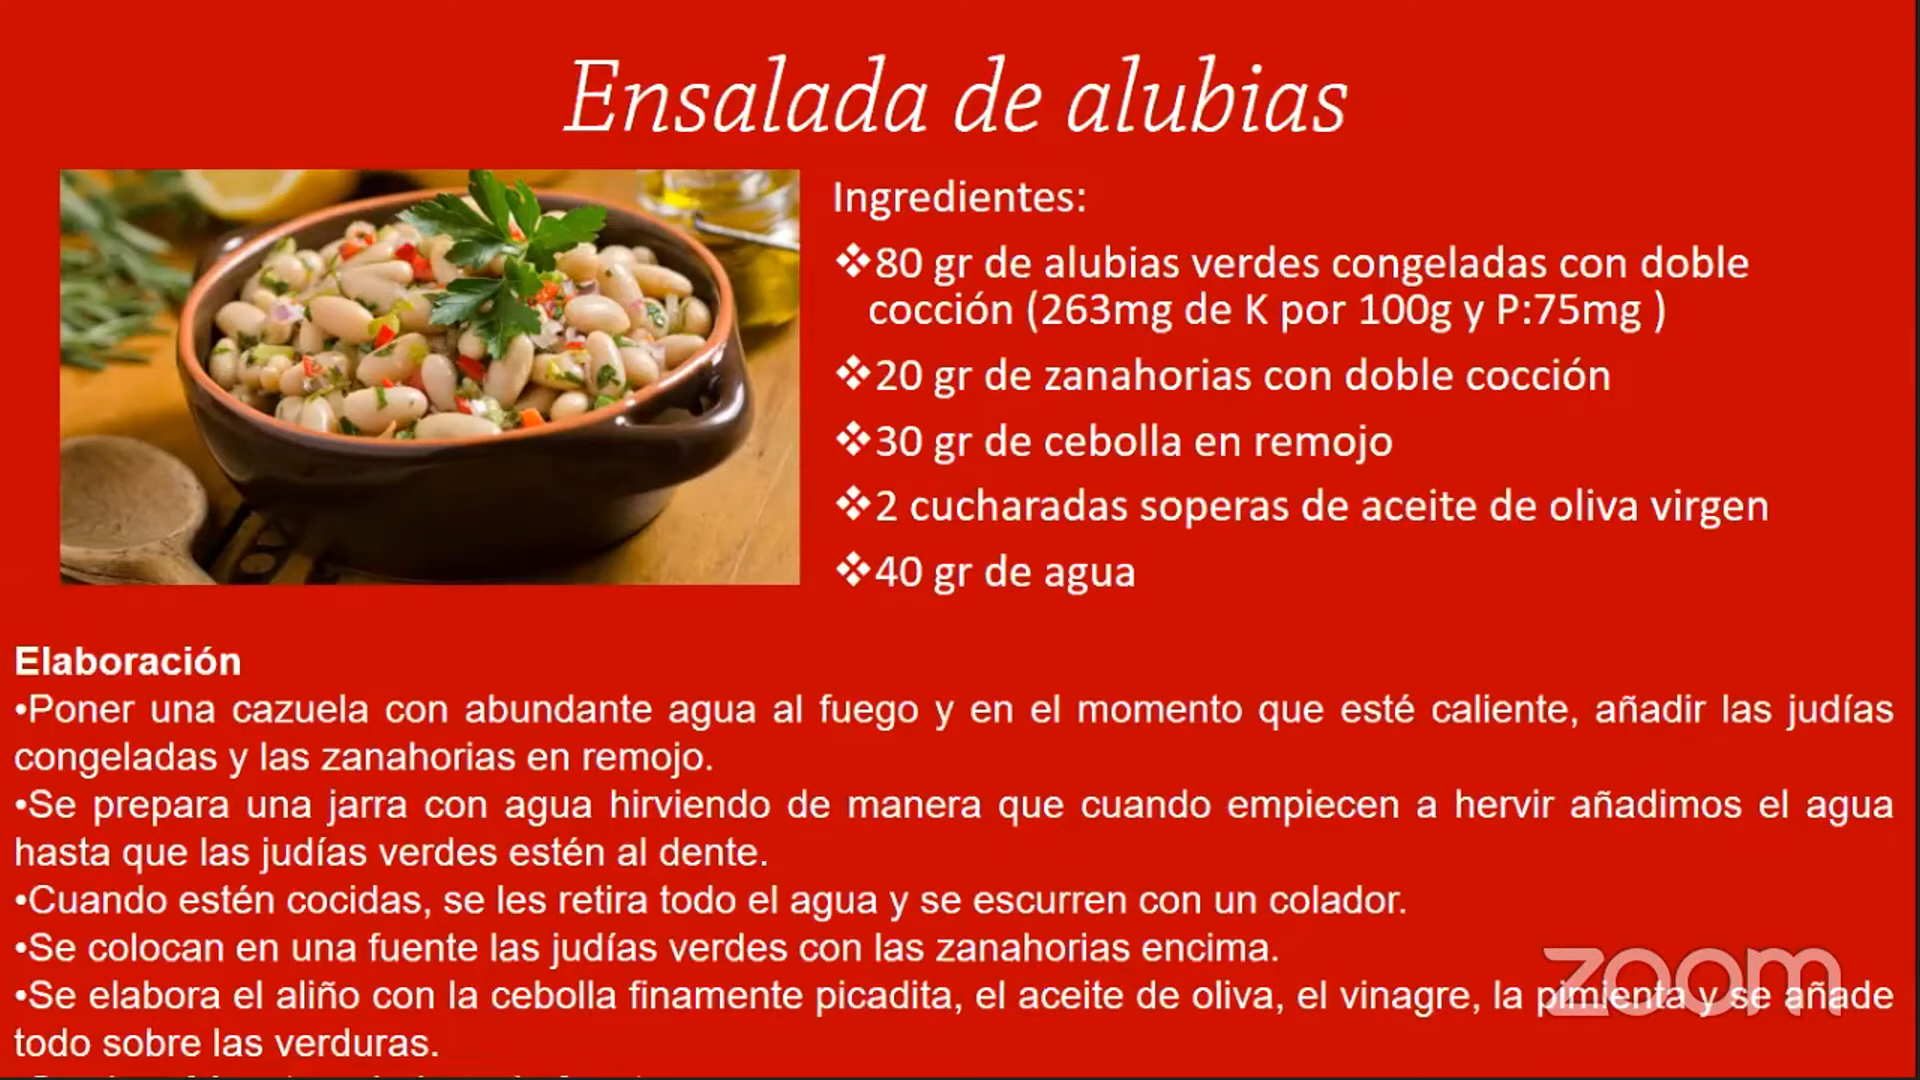 Ensalada de alubias
Ingredientes:
❖80 gr de alubias verdes congeladas con doble
cocción (263mg de K por 100g y P:75mg )
❖20 gr de zanahorias con doble cocción
❖30 gr de cebolla en remojo
❖2 cucharadas soperas de aceite de oliva virgen
❖40 gr de agua
Elaboración
•Poner una cazuela con abundante agua al fuego y en el momento que esté caliente, añadir las judías
congeladas y las zanahorias en remojo.
•Se prepara una jarra con agua hirviendo de manera que cuando empiecen a hervir añadimos el agua
hasta que las judías verdes estén al dente.
•Cuando estén cocidas, se les retira todo el agua y se escurren con un colador.
•Se colocan en una fuente las judías verdes con las zanahorias encima.
•Se elabora el aliño con la cebolla finamente picadita, el aceite de oliva, el vinagre, la pimienta y se añade
todo sobre las verduras.
zoom